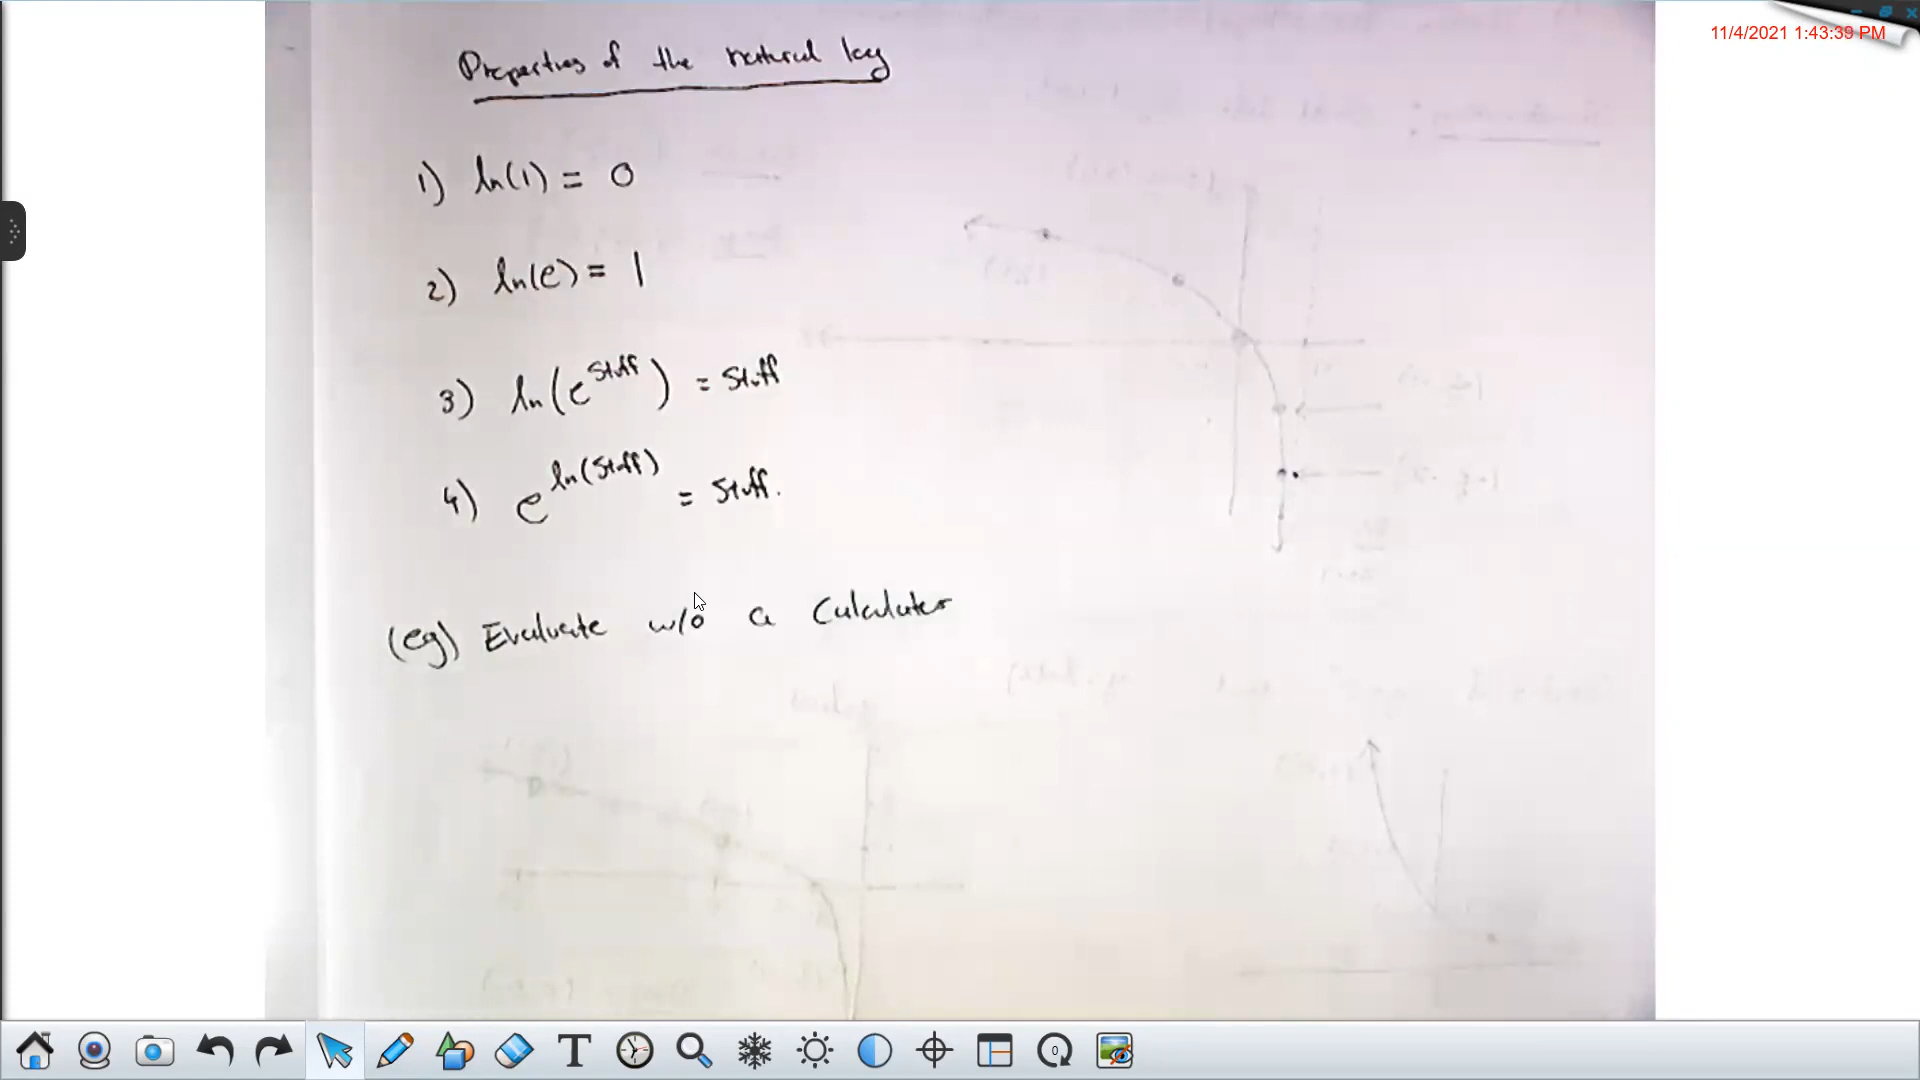 11/4/2021 1:43:39 PM
Properties of the natural log
1) ln(1) = 0
2) ln(e) = 1
3) ln(e^stuff) = stuff
4) e^ln(stuff) = stuff.
(eg) Evaluate w/o a Calculator
T
0